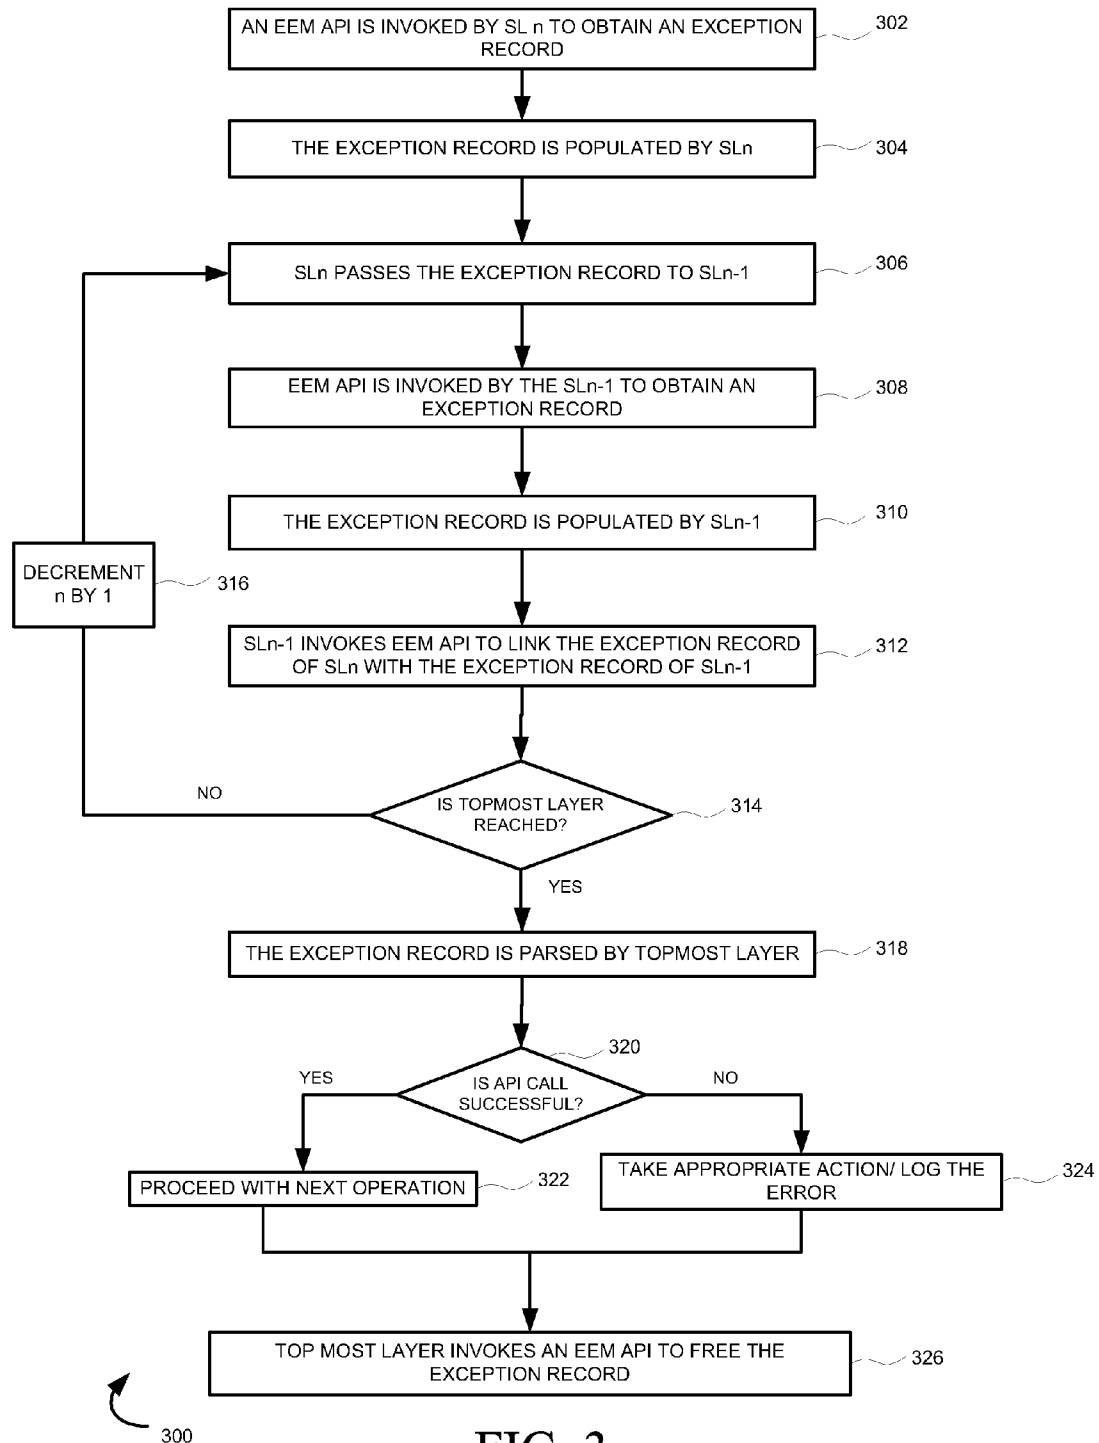 AN EEM API IS INVOKED BY SL n TO OBTAIN AN EXCEPTION
RECORD
302
THE EXCEPTION RECORD IS POPULATED BY SLn
304
SLn PASSES THE EXCEPTION RECORD TO SLn-1
306
EEM API IS INVOKED BY THE SLn-1 TO OBTAIN AN
EXCEPTION RECORD
308
THE EXCEPTION RECORD IS POPULATED BY SLn-1
310
DECREMENT
n BY 1
316
SLn-1 INVOKES EEM API TO LINK THE EXCEPTION RECORD
OF SLn WITH THE EXCEPTION RECORD OF SLn-1
312
NO
IS TOPMOST LAYER
REACHED?
314
YES
THE EXCEPTION RECORD IS PARSED BY TOPMOST LAYER
318
320
YES
IS API CALL
SUCCESSFUL?
NO
PROCEED WITH NEXT OPERATION
322
TAKE APPROPRIATE ACTION/ LOG THE
ERROR
324
TOP MOST LAYER INVOKES AN EEM API TO FREE THE
EXCEPTION RECORD
326
300